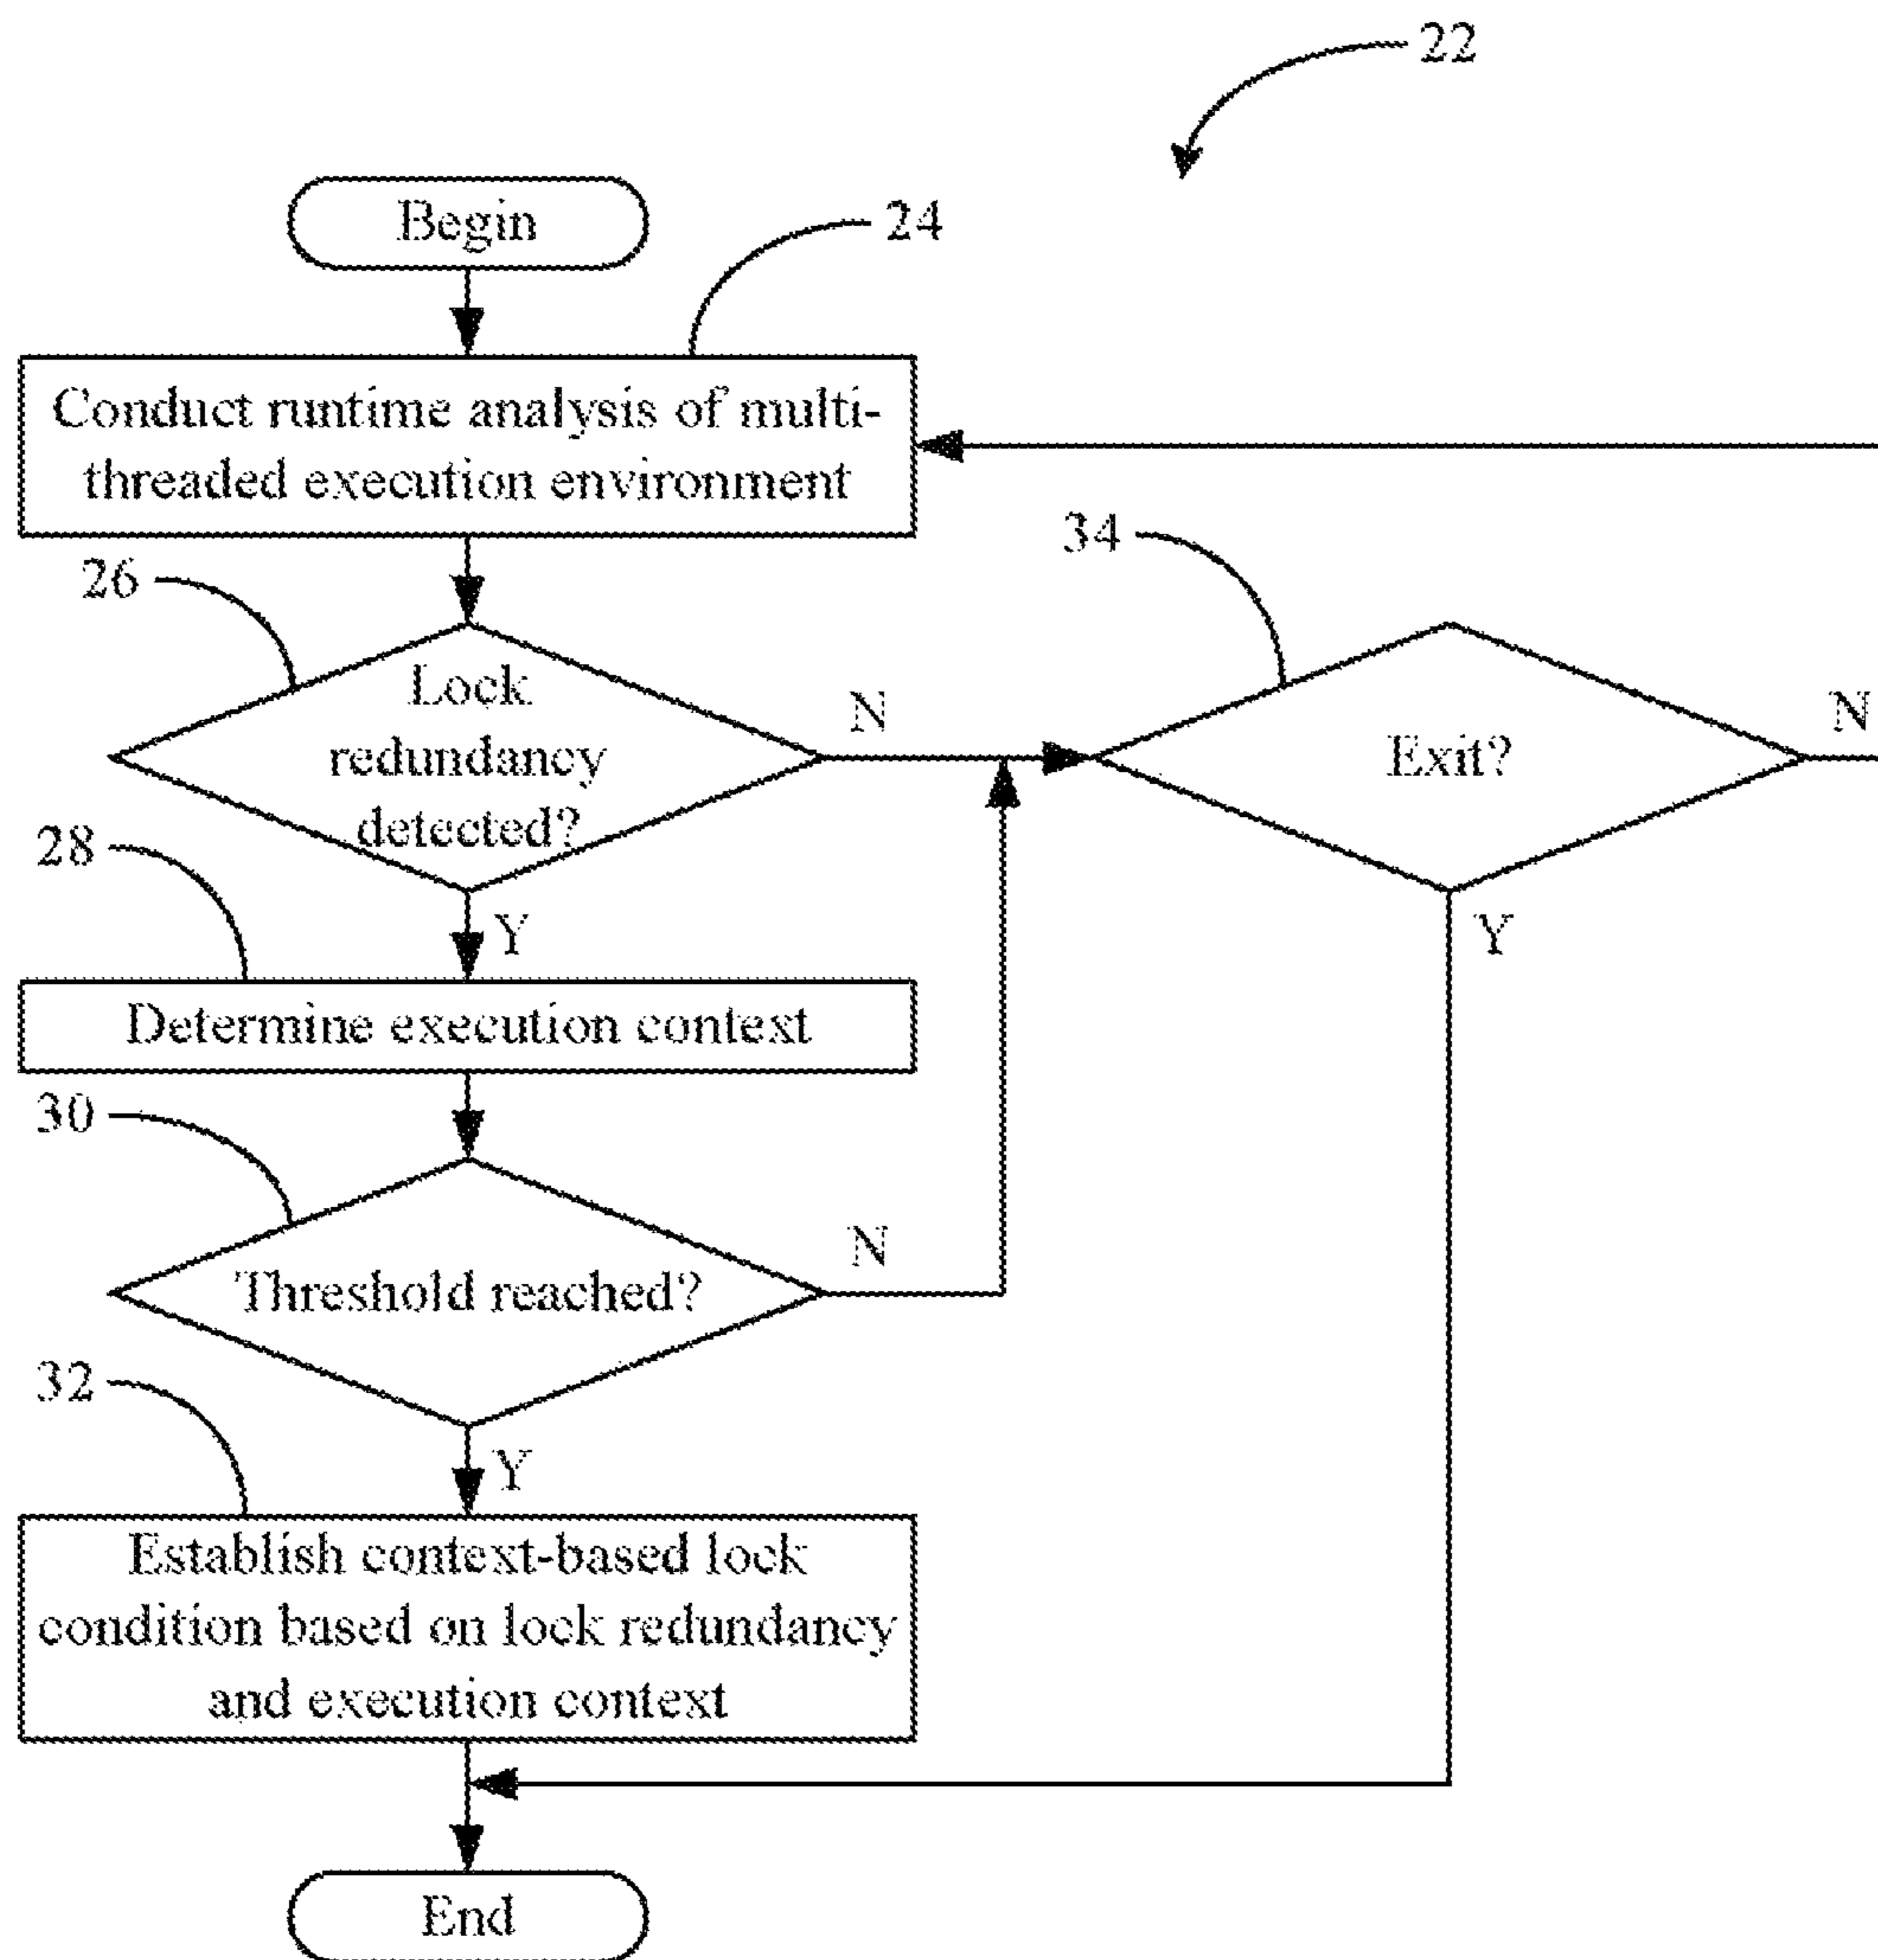 22
Begin
24
Conduct runtime analysis of multi-
threaded execution environment
26
34
Lock
redundancy
detected?
N
Exit?
N
28
Y
Y
Determine execution context
30
Threshold reached?
N
32
Y
Establish context-based lock
condition based on lock redundancy
and execution context
End